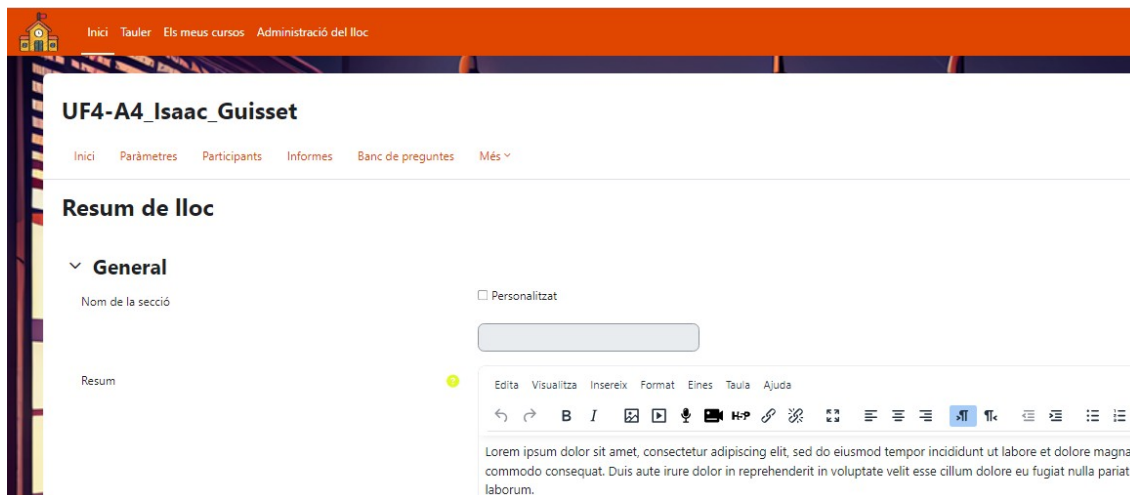 Inici Tauler Els meus cursos Administració del lloc
UF4-A4_Isaac_Guisset
Inici Paràmetres Participants Informes Banc de preguntes Més
Resum de lloc
General
Nom de la secció
Personalitzat
Resum
?
Edita Visualitza Insereix Format Eines Taula Ajuda
B I H5P
Lorem ipsum dolor sit amet, consectetur adipiscing elit, sed do eiusmod tempor incididunt ut labore et dolore magna
commodo consequat. Duis aute irure dolor in reprehenderit in voluptate velit esse cillum dolore eu fugiat nulla pariat
laborum.